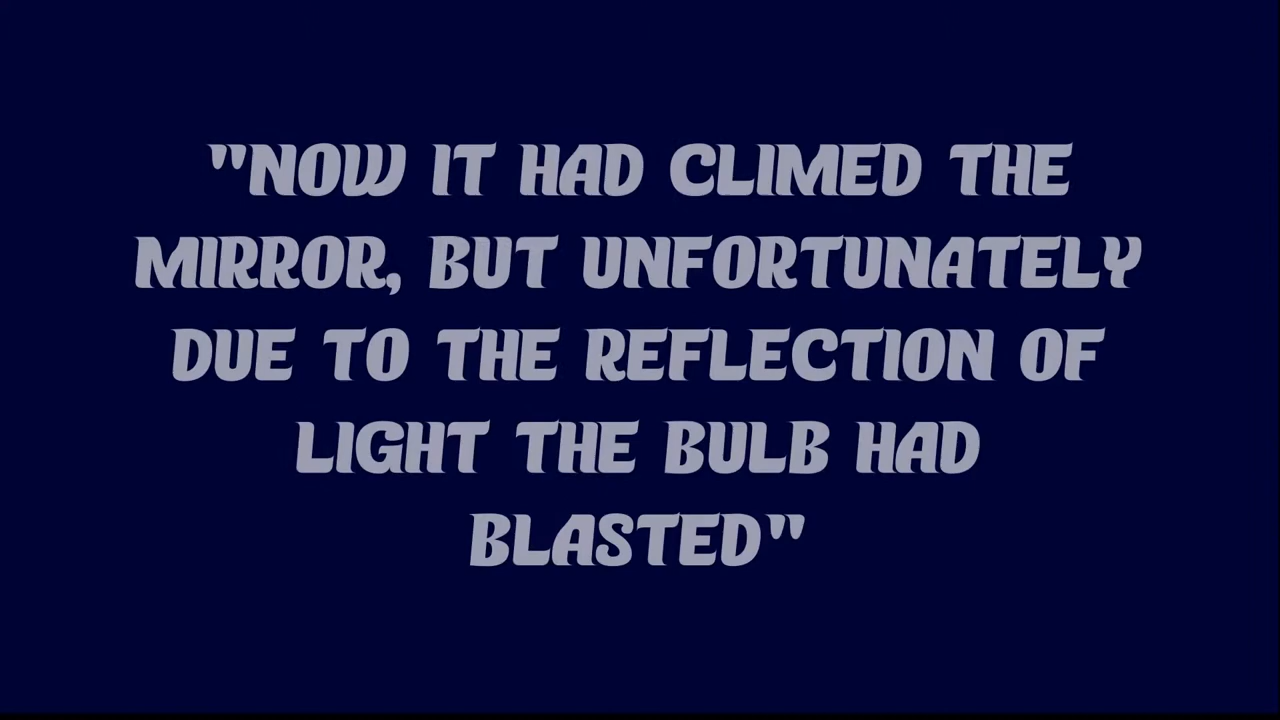 "NOW IT HAD CLIMED THE
MIRROR, BUT UNFORTUNATELY
DUE TO THE REFLECTION OF
LIGHT THE BULB HAD
BLASTED"